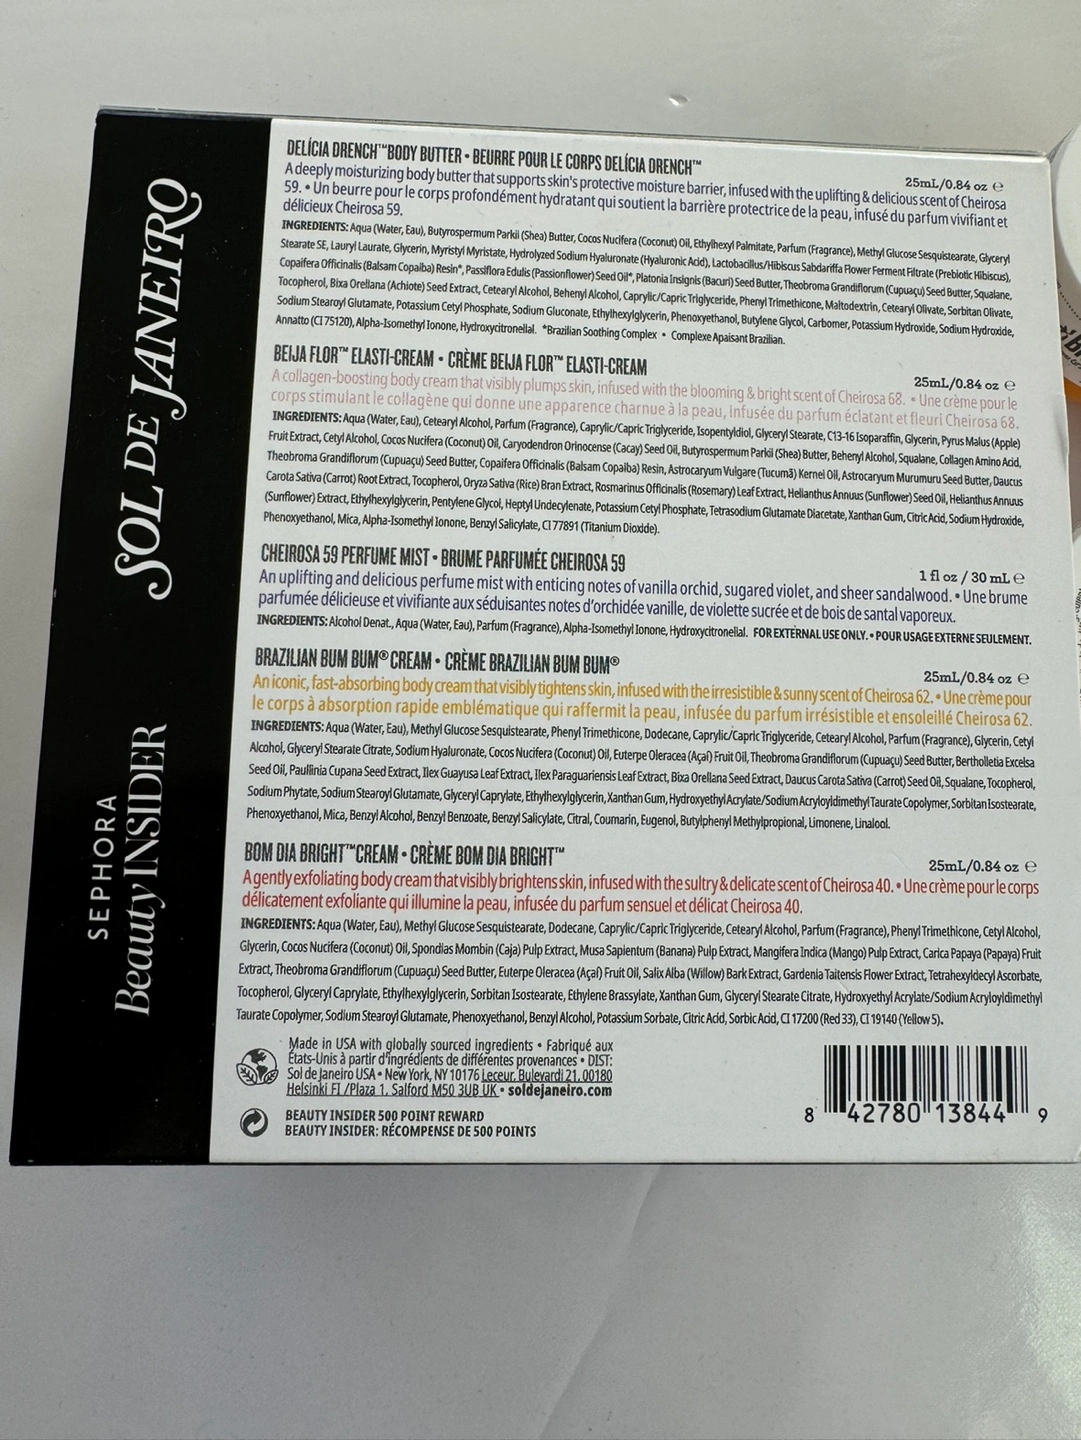 SOL DE JANEIRO
SEPHORA
Beauty INSIDER
DELÍCIA DRENCH™ BODY BUTTER • BEURRE POUR LE CORPS DELÍCIA DRENCH™
25mL/0.84 oz ℮
A deeply moisturizing body butter that supports skin's protective moisture barrier, infused with the uplifting & delicious scent of Cheirosa
59. • Un beurre pour le corps profondément hydratant qui soutient la barrière protectrice de la peau, infusé du parfum vivifiant et
délicieux Cheirosa 59.
INGREDIENTS: Aqua (Water, Eau), Butyrospermum Parkii (Shea) Butter, Cocos Nucifera (Coconut) Oil, Ethylhexyl Palmitate, Parfum (Fragrance), Methyl Glucose Sesquistearate, Glyceryl
Stearate SE, Lauryl Laurate, Glycerin, Myristyl Myristate, Hydrolyzed Sodium Hyaluronate (Hyaluronic Acid), Lactobacillus/Hibiscus Sabdariffa Flower Ferment Filtrate (Prebiotic Hibiscus),
Copaifera Officinalis (Balsam Copaiba) Resin*, Passiflora Edulis (Passionflower) Seed Oil*, Platonia Insignis (Bacuri) Seed Butter, Theobroma Grandiflorum (Cupuaçu) Seed Butter, Squalane,
Tocopherol, Bixa Orellana (Achiote) Seed Extract, Cetearyl Alcohol, Behenyl Alcohol, Caprylic/Capric Triglyceride, Phenyl Trimethicone, Maltodextrin, Cetearyl Olivate, Sorbitan Olivate,
Sodium Stearoyl Glutamate, Potassium Cetyl Phosphate, Sodium Gluconate, Ethylhexylglycerin, Phenoxyethanol, Butylene Glycol, Carbomer, Potassium Hydroxide, Sodium Hydroxide,
Annatto (CI 75120), Alpha-Isomethyl Ionone, Hydroxycitronellal. *Brazilian Soothing Complex • Complexe Apaisant Brazilian.
BEIJA FLOR™ ELASTI-CREAM • CRÈME BEIJA FLOR™ ELASTI-CREAM
25mL/0.84 oz ℮
A collagen-boosting body cream that visibly plumps skin, infused with the blooming & bright scent of Cheirosa 68. • Une crème pour le
corps stimulant le collagène qui donne une apparence charnue à la peau, Infusée du parfum éclatant et fleuri Cheirosa 68.
INGREDIENTS: Aqua (Water, Eau), Cetearyl Alcohol, Parfum (Fragrance), Caprylic/Capric Triglyceride, Isopentyldiol, Glyceryl Stearate, C13-16 Isoparaffin, Glycerin, Pyrus Malus (Apple)
Fruit Extract, Cetyl Alcohol, Cocos Nucifera (Coconut) Oil, Caryodendron Orinocense (Cacay) Seed Oil, Butyrospermum Parkii (Shea) Butter, Behenyl Alcohol, Squalane, Collagen Amino Acid,
Theobroma Grandiflorum (Cupuaçu) Seed Butter, Copaifera Officinalis (Balsam Copaiba) Resin, Astrocaryum Vulgare (Tucumã) Kernel Oil, Astrocaryum Murumuru Seed Butter, Daucus
Carota Sativa (Carrot) Root Extract, Tocopherol, Oryza Sativa (Rice) Bran Extract, Rosmarinus Officinalis (Rosemary) Leaf Extract, Helianthus Annuus (Sunflower) Seed Oil, Helianthus Annuus
(Sunflower) Extract, Ethylhexylglycerin, Pentylene Glycol, Heptyl Undecylenate, Potassium Cetyl Phosphate, Tetrasodium Glutamate Diacetate, Xanthan Gum, Citric Acid, Sodium Hydroxide,
Phenoxyethanol, Mica, Alpha-Isomethyl Ionone, Benzyl Salicylate, CI 77891 (Titanium Dioxide).
CHEIROSA 59 PERFUME MIST • BRUME PARFUMÉE CHEIROSA 59
1 fl oz / 30 mL ℮
An uplifting and delicious perfume mist with enticing notes of vanilla orchid, sugared violet, and sheer sandalwood. • Une brume
parfumée délicieuse et vivifiante aux séduisantes notes d'orchidée vanille, de violette sucrée et de bois de santal vaporeux.
INGREDIENTS: Alcohol Denat., Aqua (Water, Eau), Parfum (Fragrance), Alpha-Isomethyl Ionone, Hydroxycitronellal. FOR EXTERNAL USE ONLY. • POUR USAGE EXTERNE SEULEMENT.
BRAZILIAN BUM BUM® CREAM • CRÈME BRAZILIAN BUM BUM®
25mL/0.84 oz ℮
An iconic, fast-absorbing body cream that visibly tightens skin, infused with the irresistible & sunny scent of Cheirosa 62. • Une crème pour
le corps à absorption rapide emblématique qui raffermit la peau, infusée du parfum irrésistible et ensoleillé Cheirosa 62.
INGREDIENTS: Aqua (Water, Eau), Methyl Glucose Sesquistearate, Phenyl Trimethicone, Dodecane, Caprylic/Capric Triglyceride, Cetearyl Alcohol, Parfum (Fragrance), Glycerin, Cetyl
Alcohol, Glyceryl Stearate Citrate, Sodium Hyaluronate, Cocos Nucifera (Coconut) Oil, Euterpe Oleracea (Açaí) Fruit Oil, Theobroma Grandiflorum (Cupuaçu) Seed Butter, Bertholletia Excelsa
Seed Oil, Paullinia Cupana Seed Extract, Ilex Guayusa Leaf Extract, Ilex Paraguariensis Leaf Extract, Bixa Orellana Seed Extract, Daucus Carota Sativa (Carrot) Seed Oil, Squalane, Tocopherol,
Sodium Phytate, Sodium Stearoyl Glutamate, Glyceryl Caprylate, Ethylhexylglycerin, Xanthan Gum, Hydroxyethyl Acrylate/Sodium Acryloyldimethyl Taurate Copolymer, Sorbitan Isostearate,
Phenoxyethanol, Mica, Benzyl Alcohol, Benzyl Benzoate, Benzyl Salicylate, Citral, Coumarin, Eugenol, Butylphenyl Methylpropional, Limonene, Linalool.
BOM DIA BRIGHT™ CREAM • CRÈME BOM DIA BRIGHT™
25mL/0.84 oz ℮
A gently exfoliating body cream that visibly brightens skin, infused with the sultry & delicate scent of Cheirosa 40. • Une crème pour le corps
délicatement exfoliante qui illumine la peau, infusée du parfum sensuel et délicat Cheirosa 40.
INGREDIENTS: Aqua (Water, Eau), Methyl Glucose Sesquistearate, Dodecane, Caprylic/Capric Triglyceride, Cetearyl Alcohol, Parfum (Fragrance), Phenyl Trimethicone, Cetyl Alcohol,
Glycerin, Cocos Nucifera (Coconut) Oil, Spondias Mombin (Caja) Pulp Extract, Musa Sapientum (Banana) Pulp Extract, Mangifera Indica (Mango) Pulp Extract, Carica Papaya (Papaya) Fruit
Extract, Theobroma Grandiflorum (Cupuaçu) Seed Butter, Euterpe Oleracea (Açaí) Fruit Oil, Salix Alba (Willow) Bark Extract, Gardenia Taitensis Flower Extract, Tetrahexyldecyl Ascorbate,
Tocopherol, Glyceryl Caprylate, Ethylhexylglycerin, Sorbitan Isostearate, Ethylene Brassylate, Xanthan Gum, Glyceryl Stearate Citrate, Hydroxyethyl Acrylate/Sodium Acryloyldimethyl
Taurate Copolymer, Sodium Stearoyl Glutamate, Phenoxyethanol, Benzyl Alcohol, Potassium Sorbate, Citric Acid, Sorbic Acid, CI 17200 (Red 33), CI 19140 (Yellow 5).
Made in USA with globally sourced ingredients • Fabriqué aux
États-Unis à partir d'ingrédients de différentes provenances • DIST:
Sol de Janeiro USA • New York, NY 10176 Leceur, Bulevardi 21, 00180
Helsinki FI /Plaza 1, Salford M50 3UB UK • soldejaneiro.com
BEAUTY INSIDER 500 POINT REWARD
BEAUTY INSIDER: RÉCOMPENSE DE 500 POINTS
8 42780 13844 9